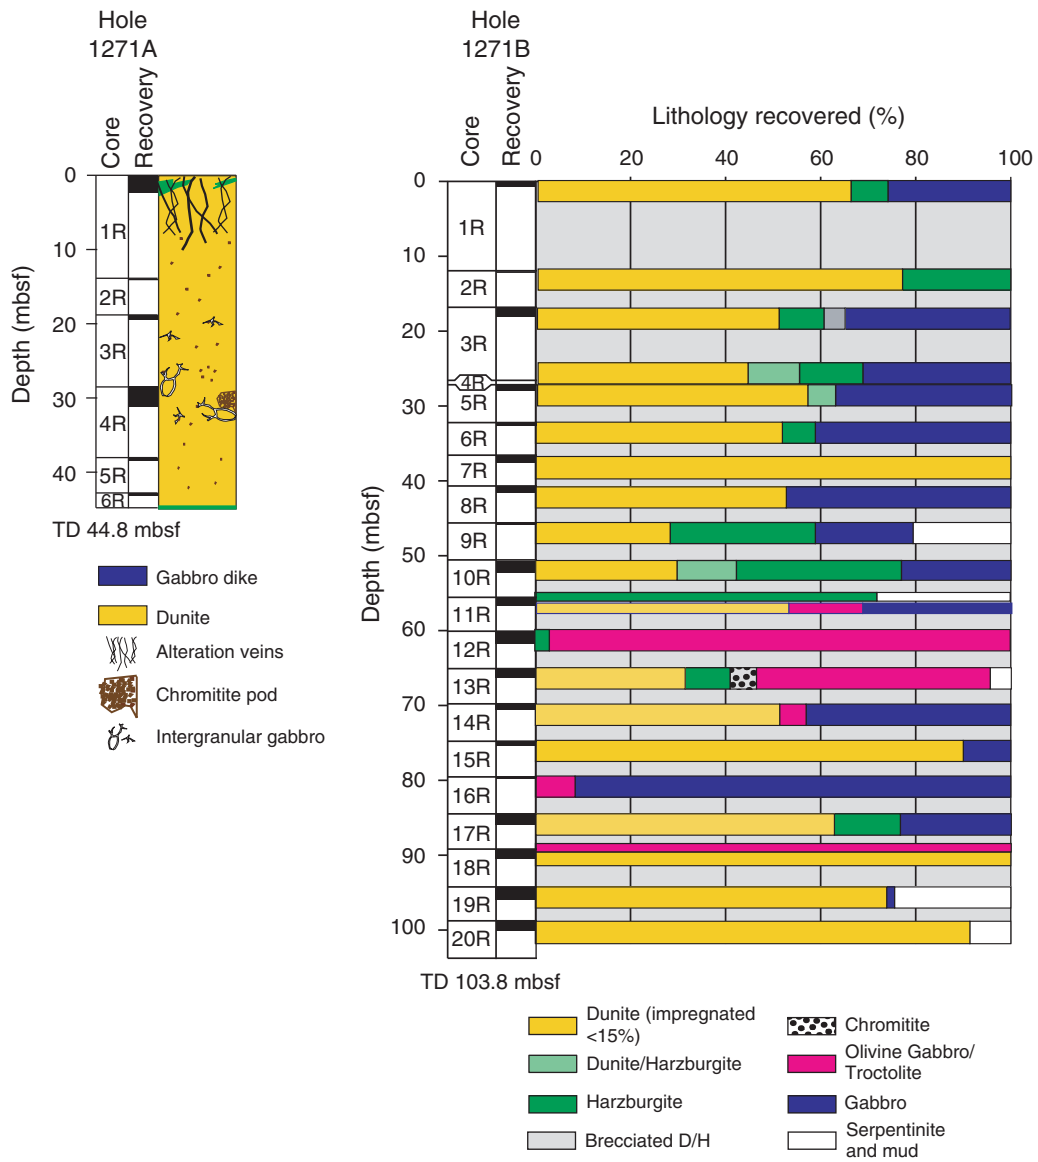 Hole
1271A
Core
Recovery
Depth (mbsf)
0
10
20
30
40
1R
2R
3R
4R
5R
6R
TD 44.8 mbsf
Gabbro dike
Dunite
Alteration veins
Chromitite pod
Intergranular gabbro
Hole
1271B
Core
Recovery
Lithology recovered (%)
0 20 40 60 80 100
Depth (mbsf)
0
10
20
30
40
50
60
70
80
90
100
1R
2R
3R
4R
5R
6R
7R
8R
9R
10R
11R
12R
13R
14R
15R
16R
17R
18R
19R
20R
TD 103.8 mbsf
Dunite (impregnated
<15%)
Dunite/Harzburgite
Harzburgite
Brecciated D/H
Chromitite
Olivine Gabbro/
Troctolite
Gabbro
Serpentinite
and mud